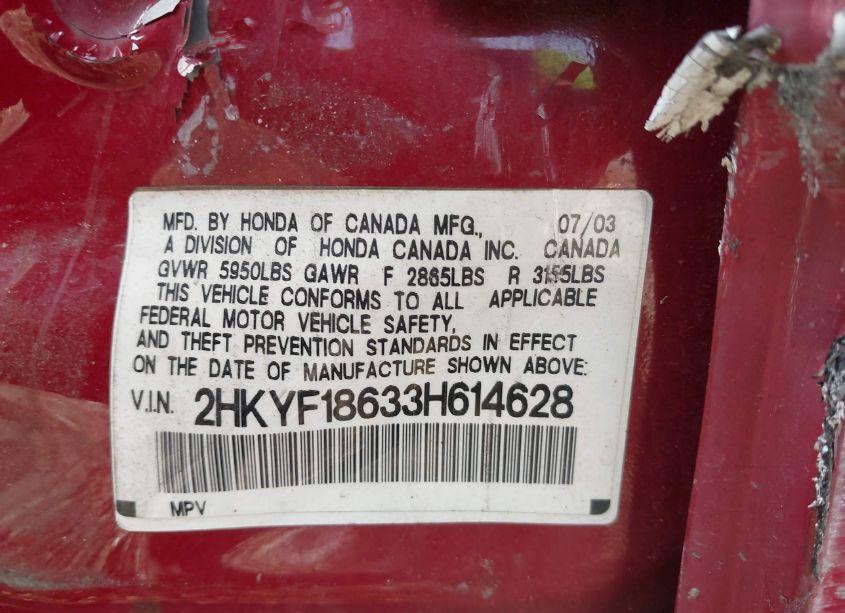 MFD. BY HONDA OF CANADA MFG., 07/03
A DIVISION OF HONDA CANADA INC. CANADA
GVWR 5950LBS GAWR F 2865LBS R 3155LBS
THIS VEHICLE CONFORMS TO ALL APPLICABLE
FEDERAL MOTOR VEHICLE SAFETY,
AND THEFT PREVENTION STANDARDS IN EFFECT
ON THE DATE OF MANUFACTURE SHOWN ABOVE:
V.I.N. 2HKYF18633H614628
MPV